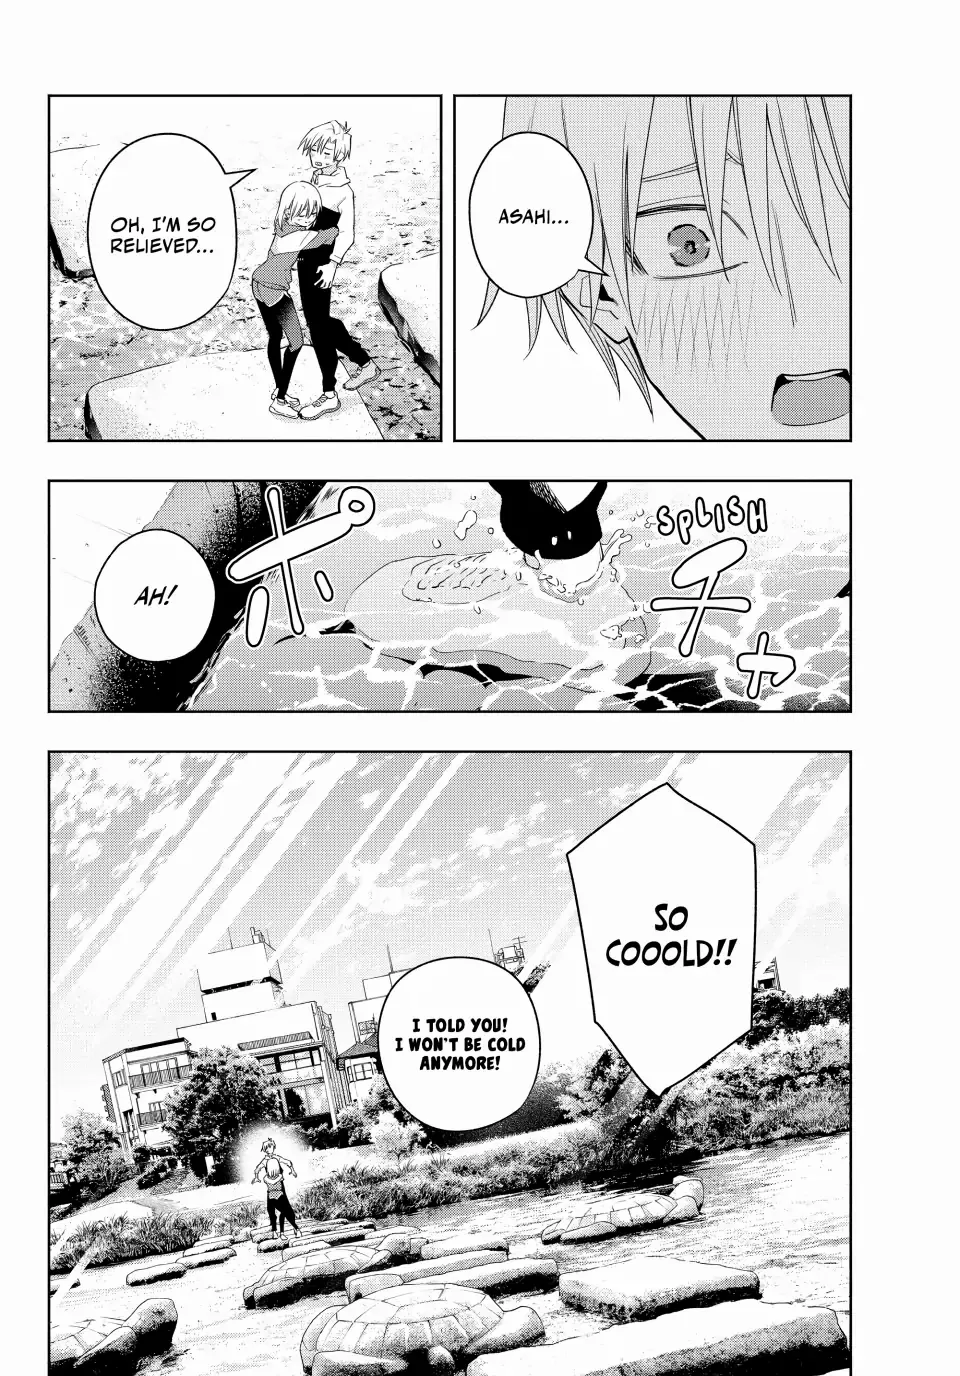 ASAHI...
OH, I'M SO
RELIEVED...
SPLISH
チャ
ポ
AH!
SO
COOOLD!!
I TOLD YOU!
I WON'T BE COLD
ANYMORE!